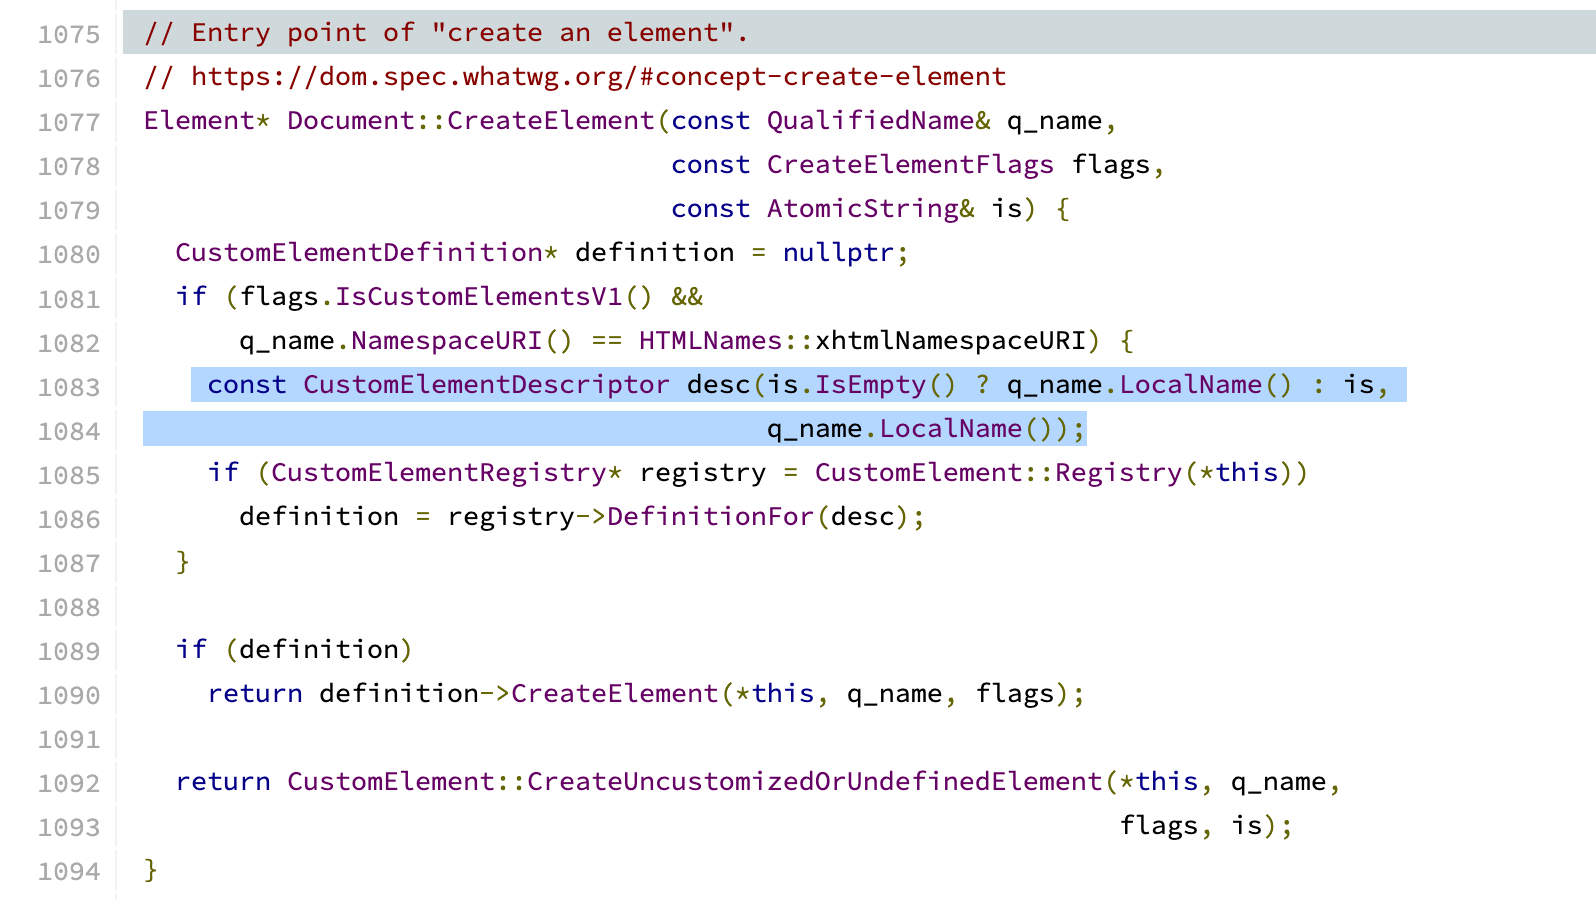 1075 // Entry point of "create an element".
1076 // https://dom.spec.whatwg.org/#concept-create-element
1077 Element* Document::CreateElement(const QualifiedName& q_name,
1078                                  const CreateElementFlags flags,
1079                                  const AtomicString& is) {
1080   CustomElementDefinition* definition = nullptr;
1081   if (flags.IsCustomElementsV1() &&
1082       q_name.NamespaceURI() == HTMLNames::xhtmlNamespaceURI) {
1083     const CustomElementDescriptor desc(is.IsEmpty() ? q_name.LocalName() : is,
1084                                        q_name.LocalName());
1085     if (CustomElementRegistry* registry = CustomElement::Registry(*this))
1086       definition = registry->DefinitionFor(desc);
1087   }
1088
1089   if (definition)
1090     return definition->CreateElement(*this, q_name, flags);
1091
1092   return CustomElement::CreateUncustomizedOrUndefinedElement(*this, q_name,
1093                                                              flags, is);
1094 }